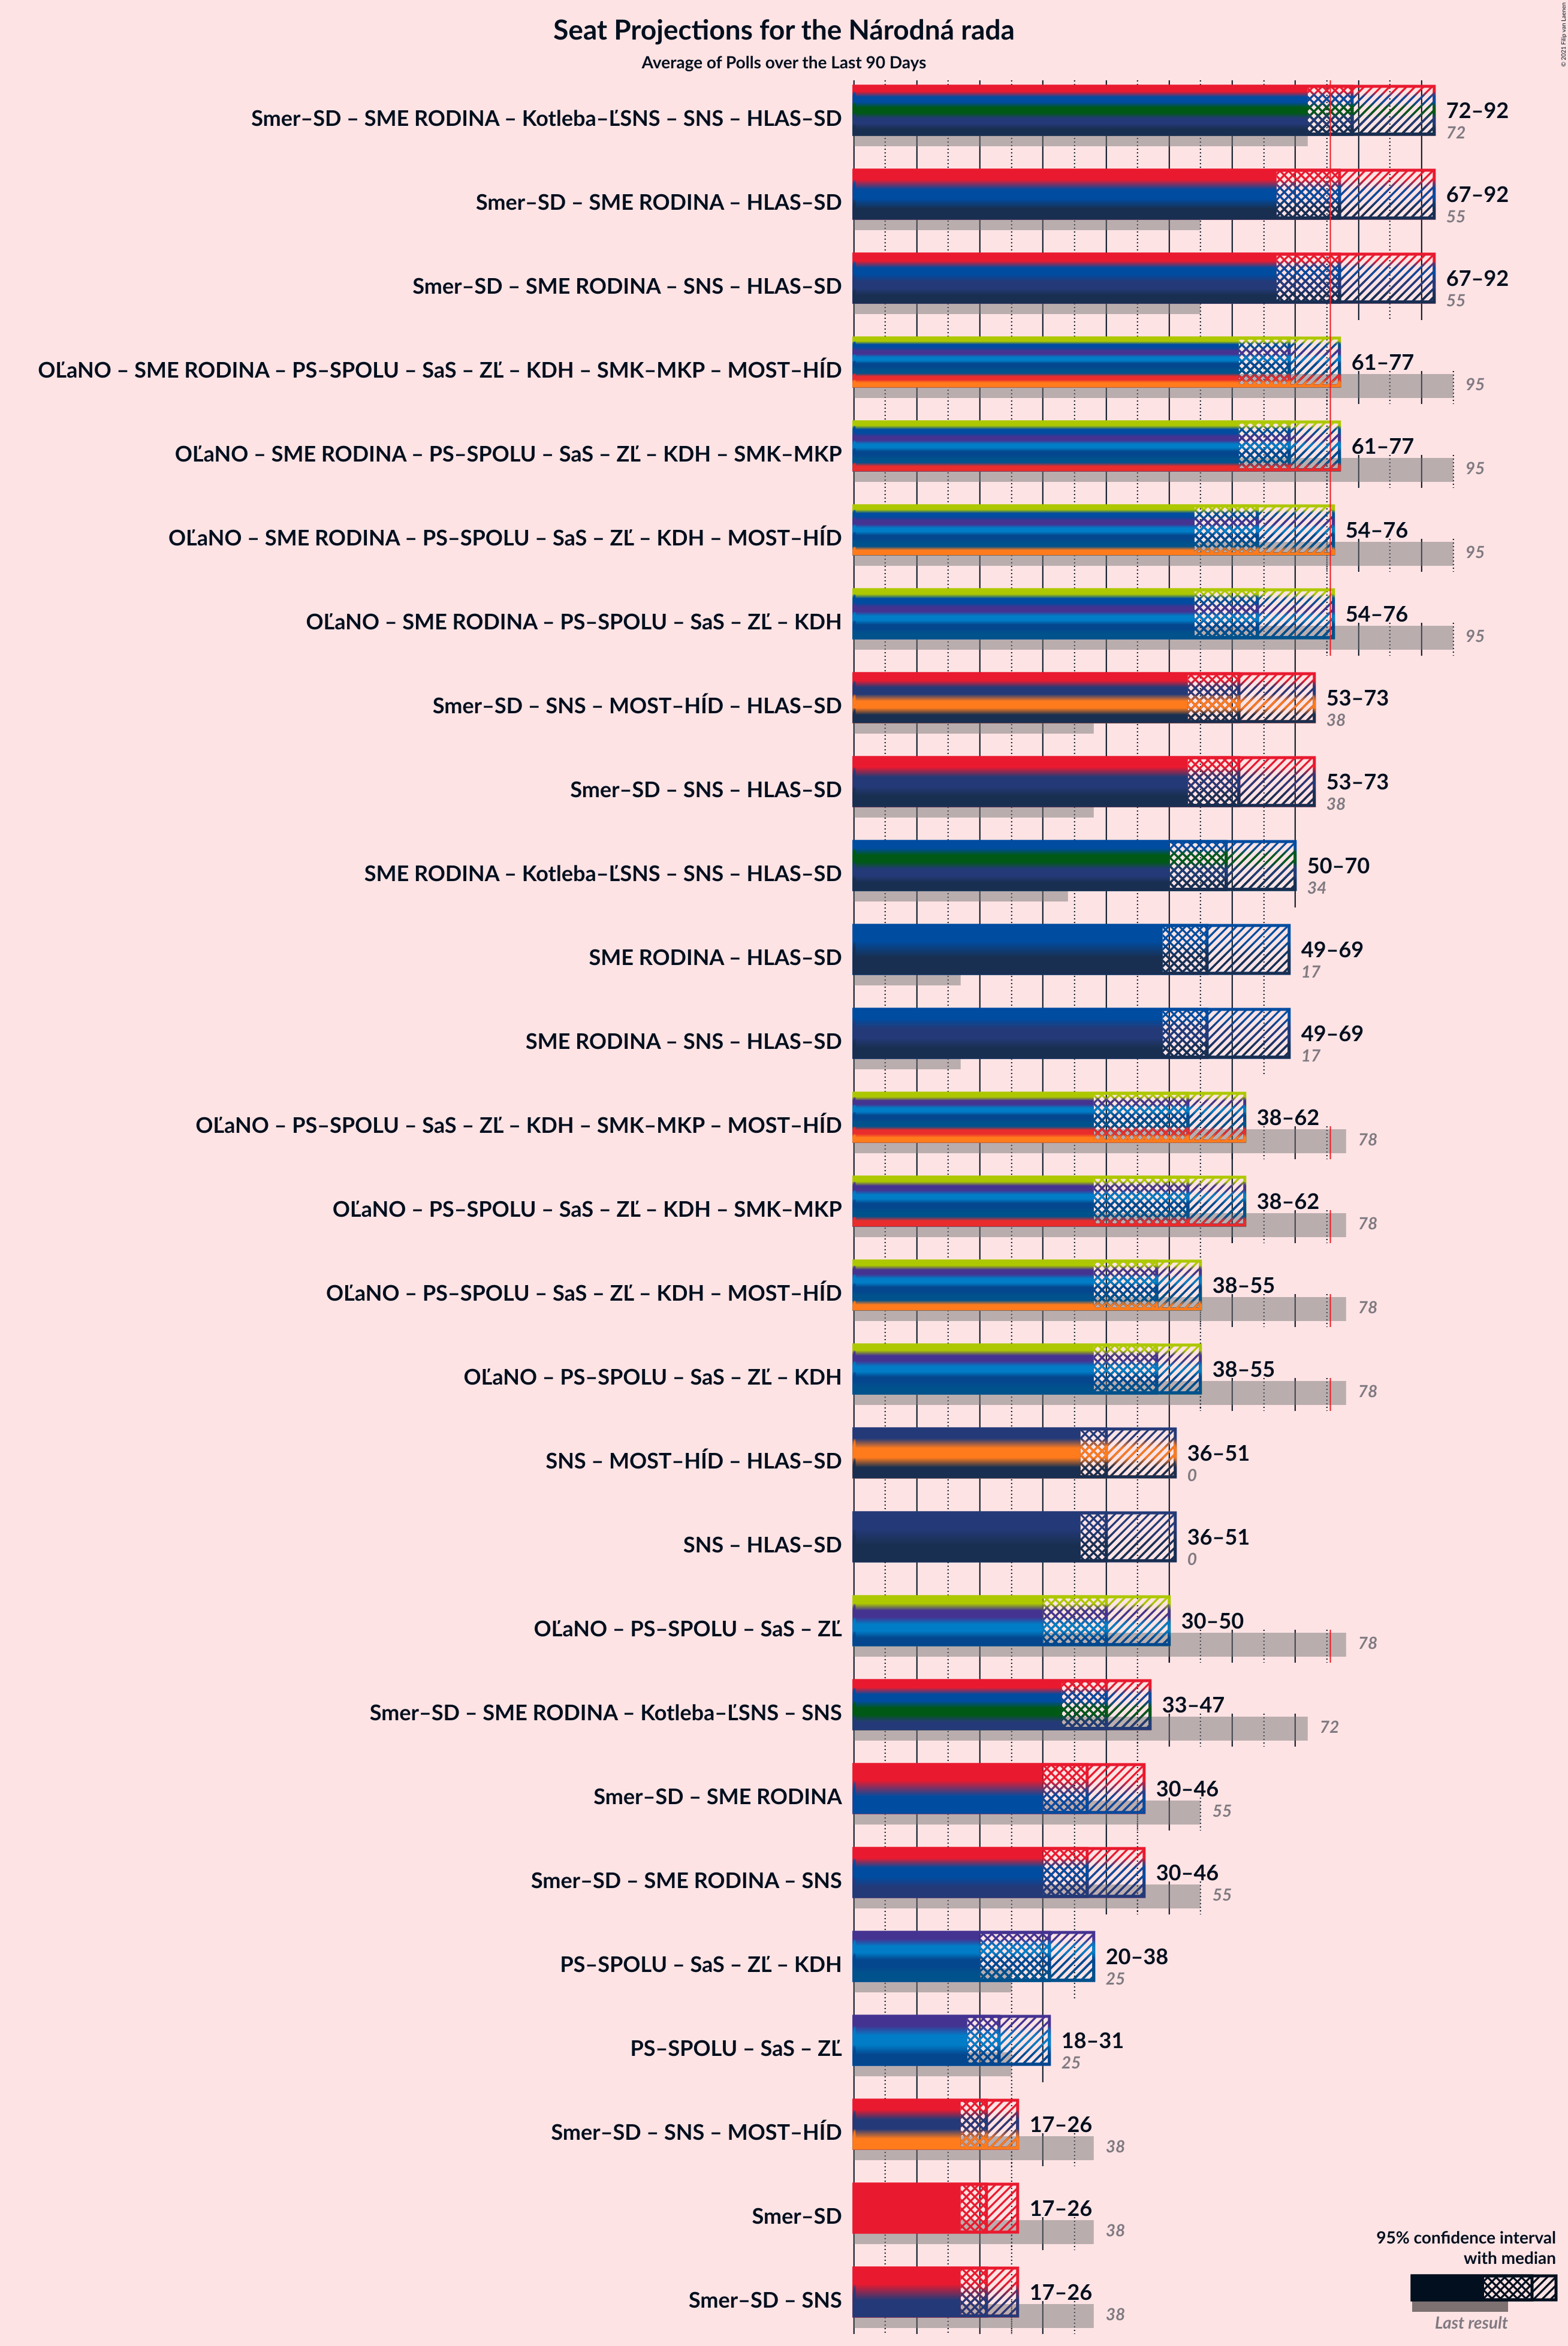 Seat Projections for the Národná rada
Average of Polls over the Last 90 Days
© 2021 Filip van Laenen
Smer–SD – SME RODINA – Kotleba–ĽSNS – SNS – HLAS–SD
72–92
72
Smer–SD – SME RODINA – HLAS–SD
67–92
55
Smer–SD – SME RODINA – SNS – HLAS–SD
67–92
55
OĽaNO – SME RODINA – PS–SPOLU – SaS – ZĽ – KDH – SMK–MKP – MOST–HÍD
61–77
95
OĽaNO – SME RODINA – PS–SPOLU – SaS – ZĽ – KDH – SMK–MKP
61–77
95
OĽaNO – SME RODINA – PS–SPOLU – SaS – ZĽ – KDH – MOST–HÍD
54–76
95
OĽaNO – SME RODINA – PS–SPOLU – SaS – ZĽ – KDH
54–76
95
Smer–SD – SNS – MOST–HÍD – HLAS–SD
53–73
38
Smer–SD – SNS – HLAS–SD
53–73
38
SME RODINA – Kotleba–ĽSNS – SNS – HLAS–SD
50–70
34
SME RODINA – HLAS–SD
49–69
17
SME RODINA – SNS – HLAS–SD
49–69
17
OĽaNO – PS–SPOLU – SaS – ZĽ – KDH – SMK–MKP – MOST–HÍD
38–62
78
OĽaNO – PS–SPOLU – SaS – ZĽ – KDH – SMK–MKP
38–62
78
OĽaNO – PS–SPOLU – SaS – ZĽ – KDH – MOST–HÍD
38–55
78
OĽaNO – PS–SPOLU – SaS – ZĽ – KDH
38–55
78
SNS – MOST–HÍD – HLAS–SD
36–51
0
SNS – HLAS–SD
36–51
0
OĽaNO – PS–SPOLU – SaS – ZĽ
30–50
78
Smer–SD – SME RODINA – Kotleba–ĽSNS – SNS
33–47
72
Smer–SD – SME RODINA
30–46
55
Smer–SD – SME RODINA – SNS
30–46
55
PS–SPOLU – SaS – ZĽ – KDH
20–38
25
PS–SPOLU – SaS – ZĽ
18–31
25
Smer–SD – SNS – MOST–HÍD
17–26
38
Smer–SD
17–26
38
Smer–SD – SNS
17–26
38
95% confidence interval
with median
Last result